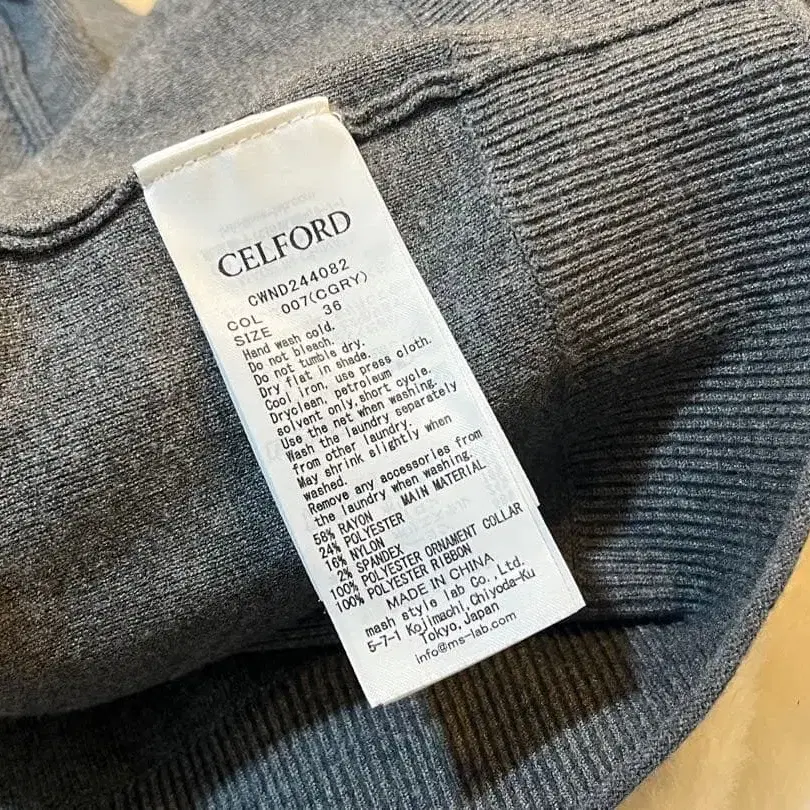 CELFORD
CWND244082
COL 007(CGRY)
SIZE 36
Hand wash cold.
Do not bleach.
Do not tumble dry.
Dry flat in shade.
Cool iron, use press cloth.
Dryclean, petroleum
solvent only,short cycle.
Use the net when washing.
Wash the laundry separately
from other laundry.
May shrink slightly when
washed.
Remove any accessories from
the laundry when washing.
58% RAYON MAIN MATERIAL
24% POLYESTER
16% NYLON
2% SPANDEX
100% POLYESTER ORNAMENT COLLAR
100% POLYESTER RIBBON
MADE IN CHINA
mash style lab Co.,Ltd.
5-7-1 Kojimachi, Chiyoda-Ku
Tokyo, Japan
info@ms-lab.com